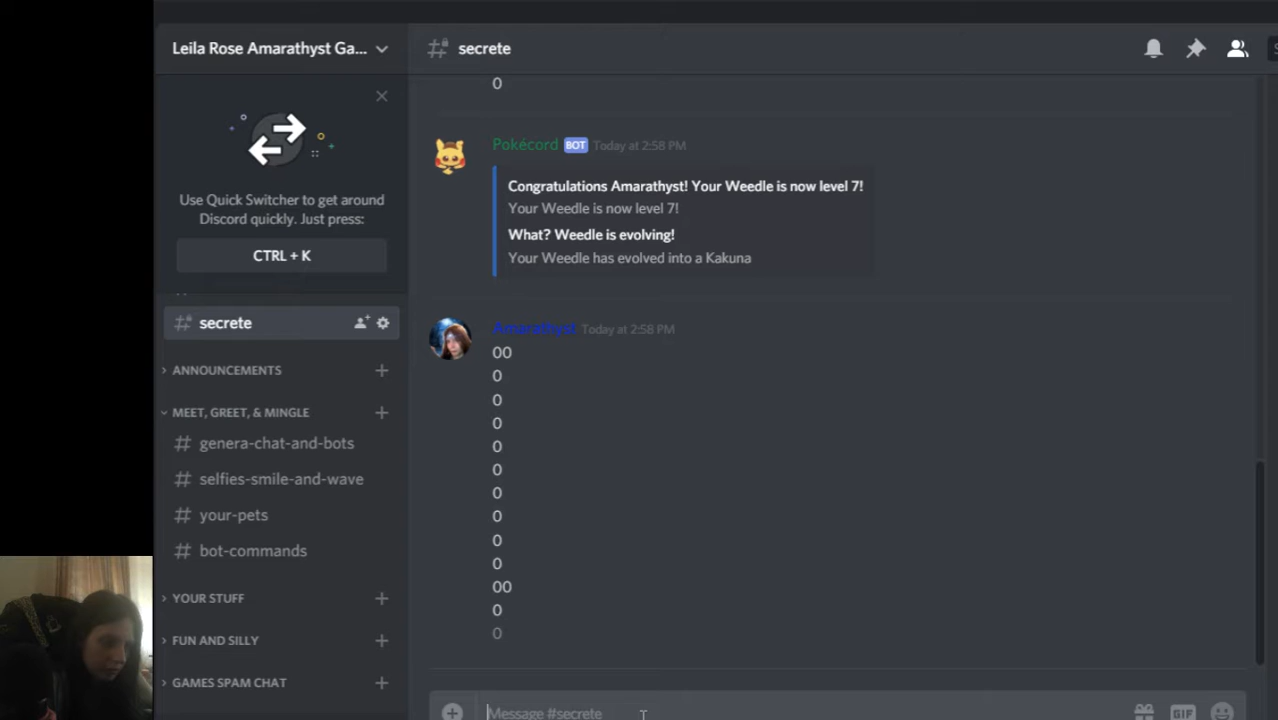 Leila Rose Amarathyst Ga...
secrete
Use Quick Switcher to get around
Discord quickly. Just press:
CTRL + K
secrete
ANNOUNCEMENTS
MEET, GREET, & MINGLE
genera-chat-and-bots
selfies-smile-and-wave
your-pets
bot-commands
YOUR STUFF
FUN AND SILLY
GAMES SPAM CHAT
0
Pokécord BOT Today at 2:58 PM
Congratulations Amarathyst! Your Weedle is now level 7!
Your Weedle is now level 7!
What? Weedle is evolving!
Your Weedle has evolved into a Kakuna
Amarathyst Today at 2:58 PM
00
0
0
0
0
0
0
0
0
0
00
0
0
Message #secrete
GIF